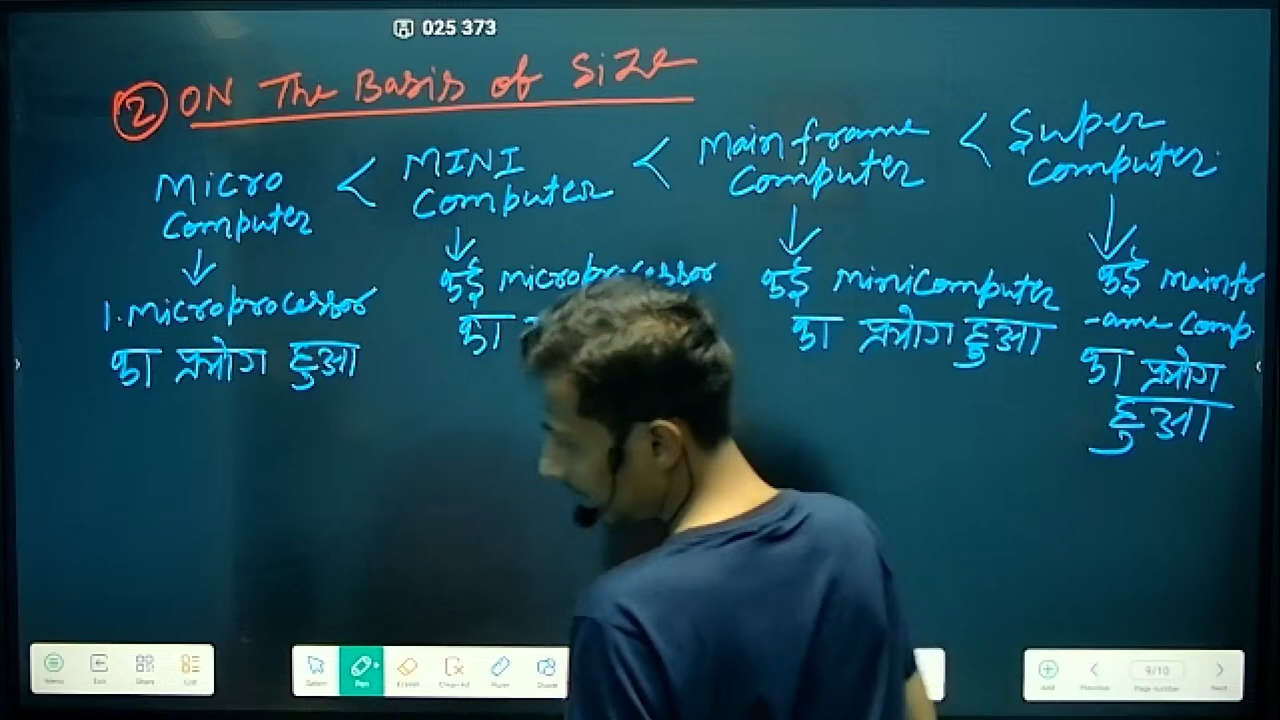 025 373
② ON The Basis of Size
Micro Computer < MINI Computer < Mainframe Computer < Super Computer
↓ ↓ ↓ ↓
1. Microprocessor का प्रयोग हुआ
कई microprocessor का
कई minicomputer का प्रयोग हुआ
कई mainfr
-ame Comp. का प्रयोग हुआ
Menu Exit Share List
Select Pen Eraser Clean All Ruler Shape
Add Previous 9/10 Page number Next